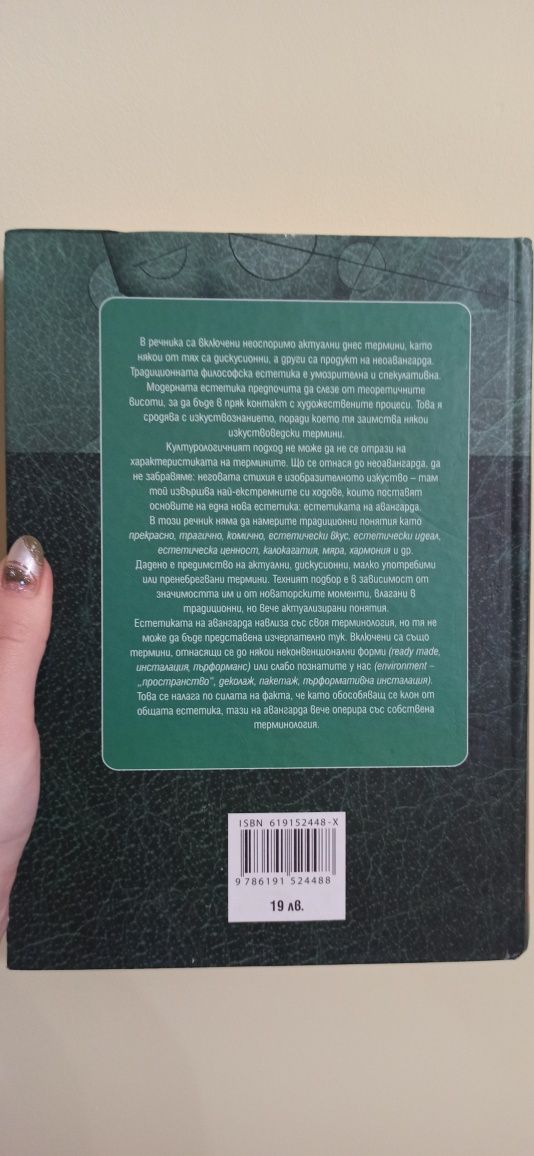 В речника са включени неоспоримо актуални днес термини, като
някои от тях са дискусионни, а други са продукт на неоавангарда.
Традиционната философска естетика е умозрителна и спекулативна.
Модерната естетика предпочита да слезе от теоретичните
висоти, за да бъде в пряк контакт с художествените процеси. Това я
сродява с изкуствознанието, поради което тя заимства някои
изкуствоведски термини.
Културологичният подход не може да не се отрази на
характеристиката на термините. Що се отнася до неоавангарда, да
не забравяме: неговата стихия е изобразителното изкуство – там
той извършва най-екстремните си ходове, които поставят
основите на една нова естетика: естетиката на авангарда.
В този речник няма да намерите традиционни понятия като
прекрасно, трагично, комично, естетически вкус, естетически идеал,
естетическа ценност, калокагатия, мяра, хармония и др.
Дадено е предимство на актуални, дискусионни, малко употребими
или пренебрегвани термини. Техният подбор е в зависимост от
значимостта им и от новаторските моменти, влагани в
традиционни, но вече актуализирани понятия.
Естетиката на авангарда навлиза със своя терминология, но тя не
може да бъде представена изчерпателно тук. Включени са също
термини, отнасящи се до някои неконвенционални форми (ready made,
инсталация, пърформанс) или слабо познатите у нас (environment –
„пространство", деколаж, пакетаж, пърформативна инсталация).
Това се налага по силата на факта, че като обособяващ се клон от
общата естетика, тази на авангарда вече оперира със собствена
терминология.
ISBN 619152448-X
9 786191 524488
19 лв.